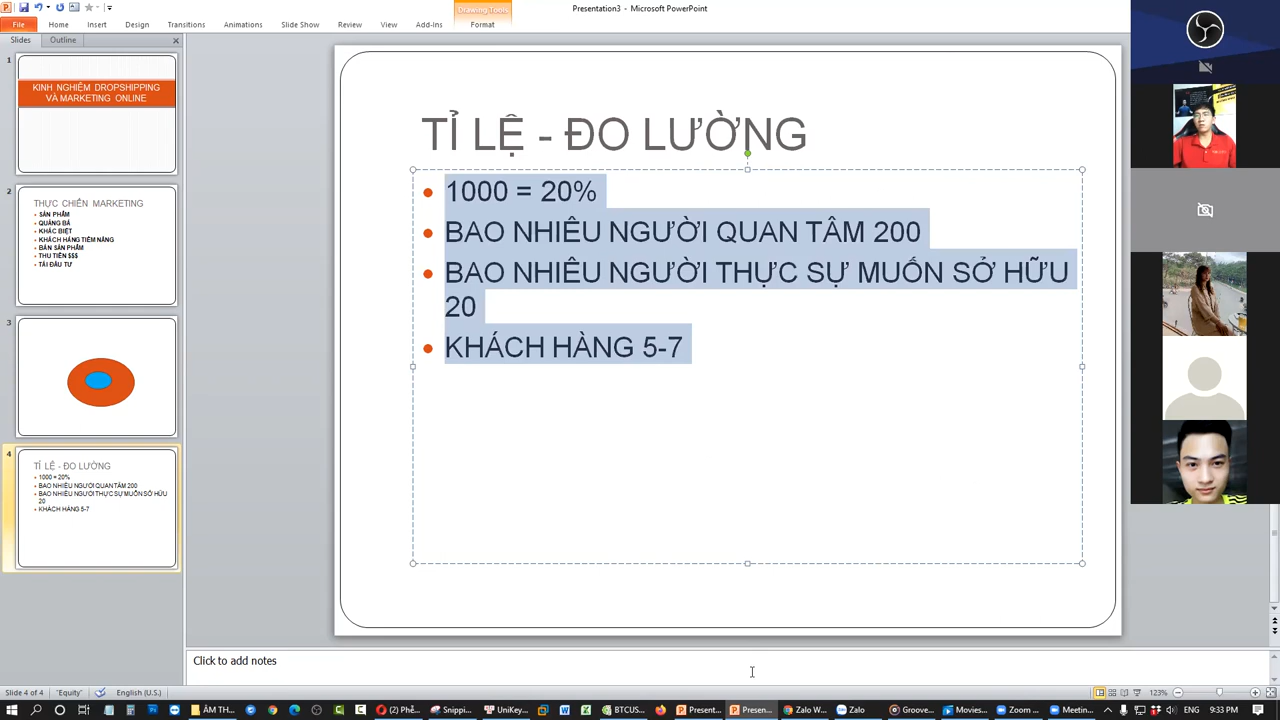 Presentation3 - Microsoft PowerPoint
Drawing Tools
File Home Insert Design Transitions Animations Slide Show Review View Add-Ins Format
Slides Outline
1
KINH NGHIỆM DROPSHIPPING
VÀ MARKETING ONLINE
2
THỰC CHIẾN MARKETING
SẢN PHẨM
QUẢNG BÁ
KHÁC BIỆT
KHÁCH HÀNG TIỀM NĂNG
BÁN SẢN PHẨM
THU TIỀN $$$
TÁI ĐẦU TƯ
3
4
TỈ LỆ - ĐO LƯỜNG
1000 = 20%
BAO NHIÊU NGƯỜI QUAN TÂM 200
BAO NHIÊU NGƯỜI THỰC SỰ MUỐN SỞ HỮU
20
KHÁCH HÀNG 5-7
TỈ LỆ - ĐO LƯỜNG
1000 = 20%
BAO NHIÊU NGƯỜI QUAN TÂM 200
BAO NHIÊU NGƯỜI THỰC SỰ MUỐN SỞ HỮU
20
KHÁCH HÀNG 5-7
Click to add notes
Slide 4 of 4 "Equity" English (U.S.) 123%
ÂM TH... (2) Phề... Snippi... UniKey... BTCUS... Present... Presen... Zalo W... Zalo Groove... Movies... Zoom ... 9:33 PM